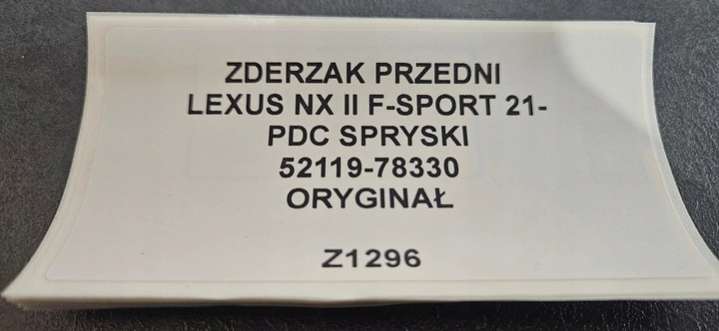 ZDERZAK PRZEDNI
LEXUS NX II F-SPORT 21-
PDC SPRYSKI
52119-78330
ORYGINAŁ
Z1296